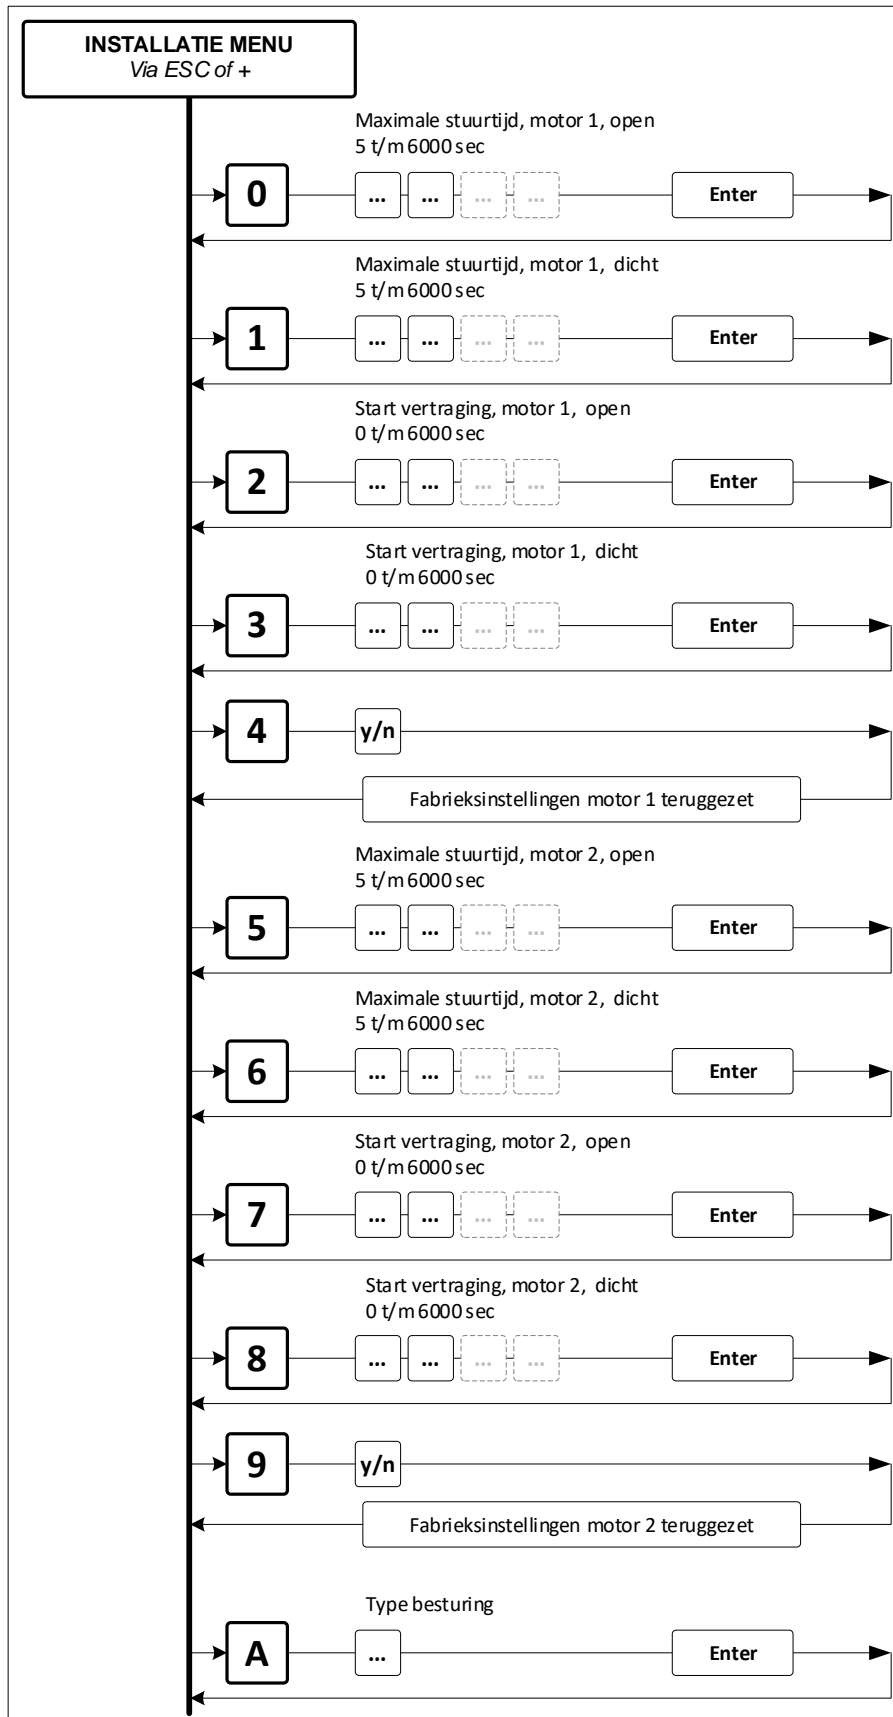 INSTALLATIE MENU
Via ESC of +
Maximale stuurtijd, motor 1, open
5 t/m 6000 sec
0 ... ... ... ... Enter
Maximale stuurtijd, motor 1, dicht
5 t/m 6000 sec
1 ... ... ... ... Enter
Start vertraging, motor 1, open
0 t/m 6000 sec
2 ... ... ... ... Enter
Start vertraging, motor 1, dicht
0 t/m 6000 sec
3 ... ... ... ... Enter
4 y/n
Fabrieksinstellingen motor 1 teruggezet
Maximale stuurtijd, motor 2, open
5 t/m 6000 sec
5 ... ... ... ... Enter
Maximale stuurtijd, motor 2, dicht
5 t/m 6000 sec
6 ... ... ... ... Enter
Start vertraging, motor 2, open
0 t/m 6000 sec
7 ... ... ... ... Enter
Start vertraging, motor 2, dicht
0 t/m 6000 sec
8 ... ... ... ... Enter
9 y/n
Fabrieksinstellingen motor 2 teruggezet
Type besturing
A ... Enter